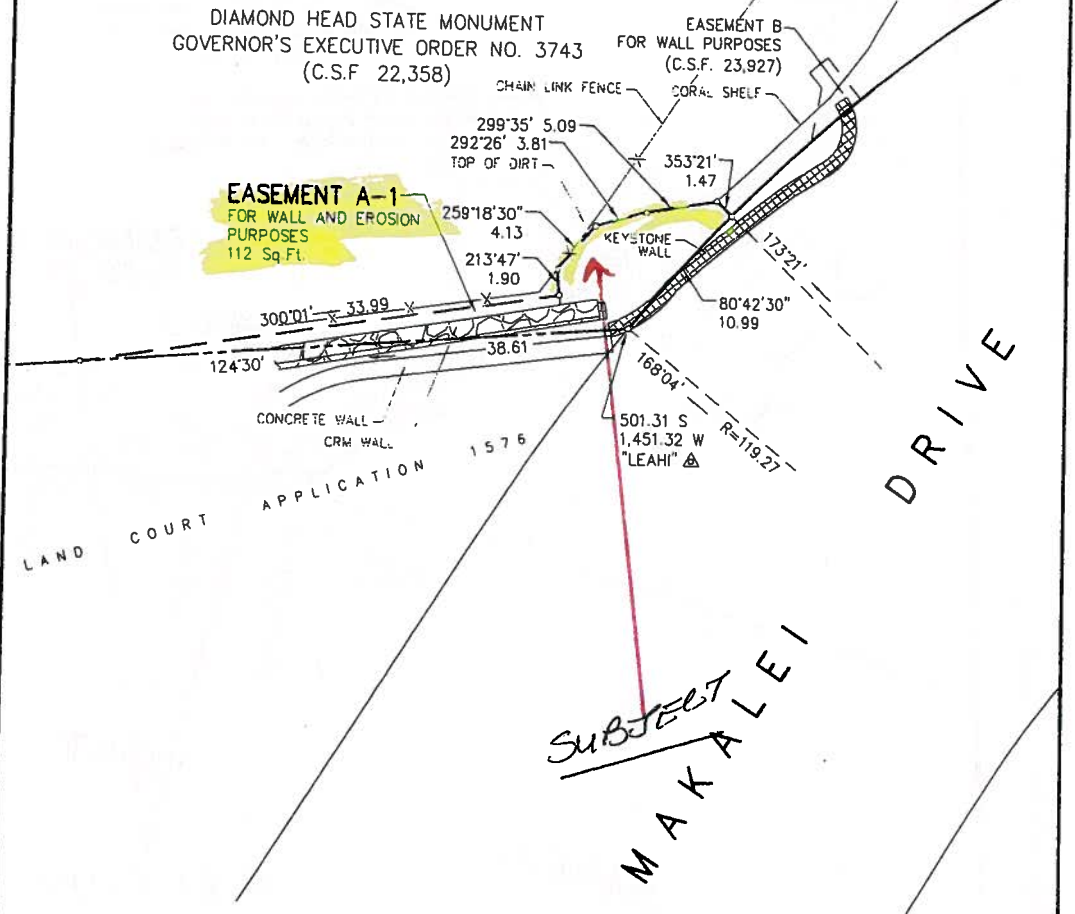 DIAMOND HEAD STATE MONUMENT
GOVERNOR'S EXECUTIVE ORDER NO. 3743
(C.S.F 22,358)
EASEMENT B
FOR WALL PURPOSES
(C.S.F. 23,927)
CHAIN LINK FENCE
CORAL SHELF
299°35' 5.09
292°26' 3.81
TOP OF DIRT
353°21'
1.47
EASEMENT A-1
FOR WALL AND EROSION
PURPOSES
112 Sq.Ft.
259°18'30"
4.13
KEYSTONE
WALL
213°47'
1.90
173°21'
300°01' 33.99
80°42'30"
10.99
124°30'
38.61
168°04'
R=119.27
CONCRETE WALL
CRM WALL
501.31 S
1,451.32 W
"LEAHI"
LAND COURT APPLICATION 1576
SUBJECT
MAKALEI DRIVE